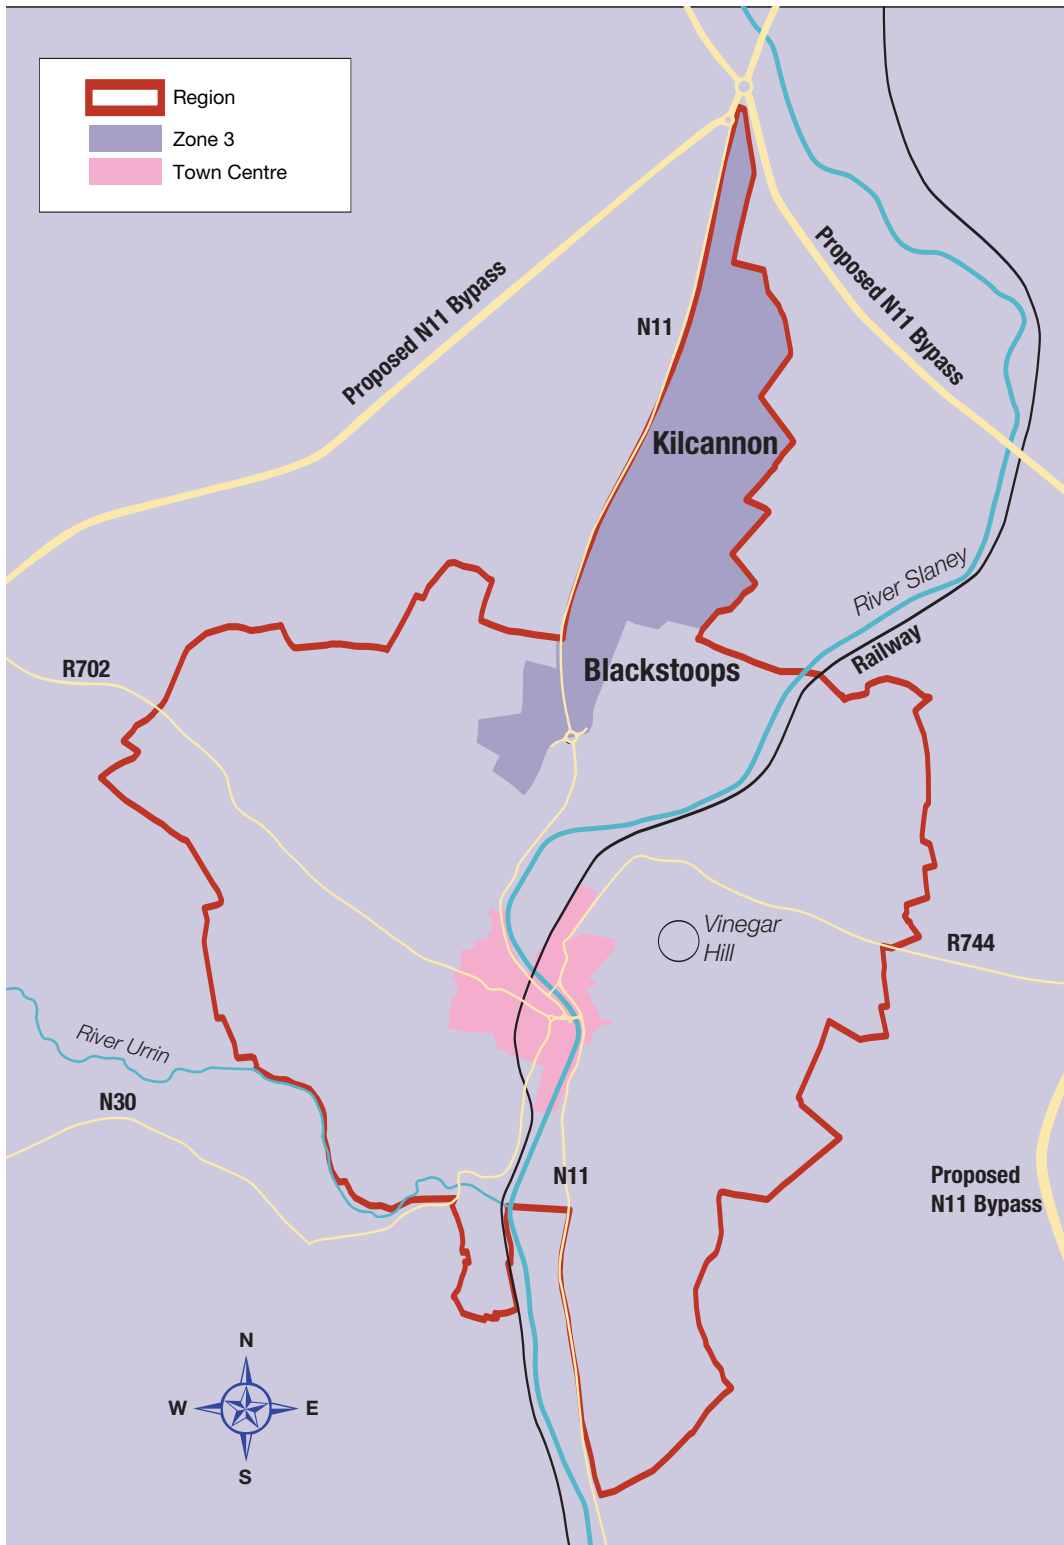 Region
Zone 3
Town Centre
Proposed N11 Bypass
Proposed N11 Bypass
N11
Kilcannon
River Slaney
Railway
R702
Blackstoops
Vinegar
Hill
R744
River Urrin
N30
N11
Proposed
N11 Bypass
N
W
E
S